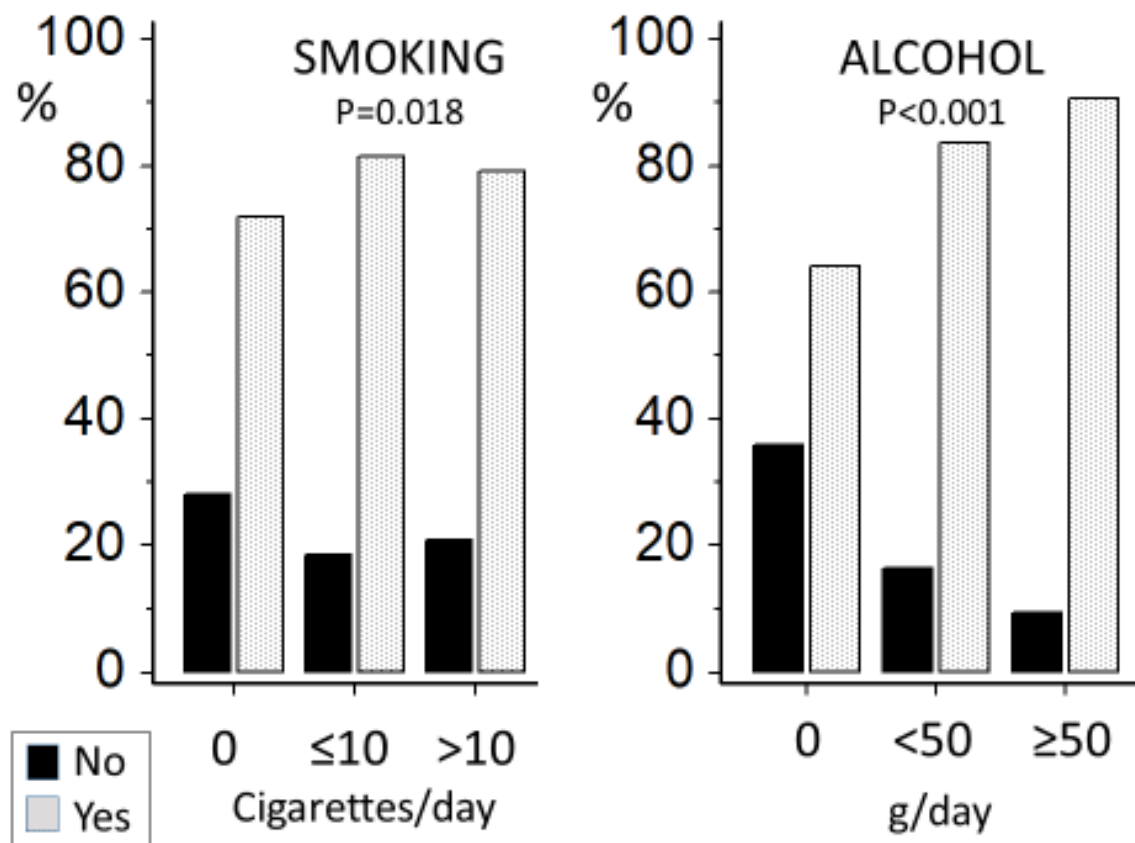 SMOKING
P=0.018
%
100
80
60
40
20
0
0 ≤10 >10
Cigarettes/day
ALCOHOL
P<0.001
%
100
80
60
40
20
0
0 <50 ≥50
g/day
No
Yes